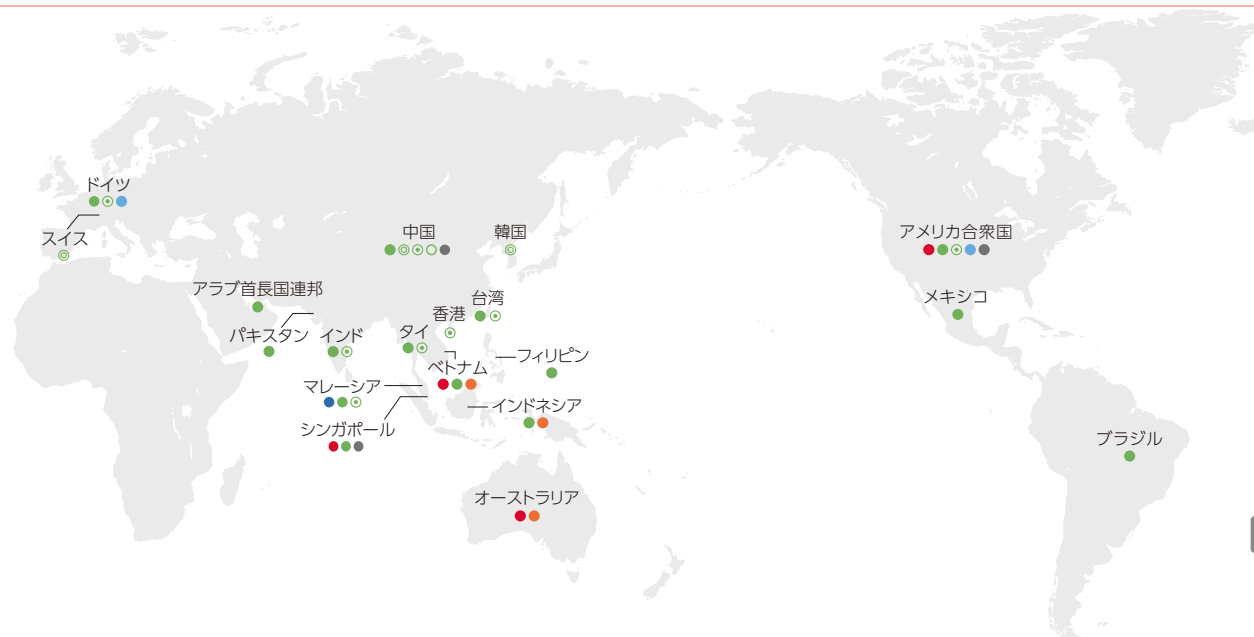 ドイツ
スイス
中国
韓国
アメリカ合衆国
アラブ首長国連邦
メキシコ
台湾
香港
パキスタン
インド
タイ
フィリピン
ベトナム
マレーシア
インドネシア
シンガポール
ブラジル
オーストラリア